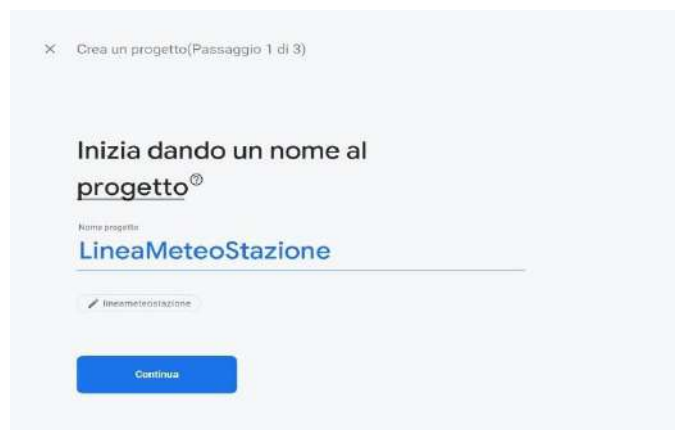 Crea un progetto(Passaggio 1 di 3)
Inizia dando un nome al
progetto
Nome progetto
LineaMeteoStazione
lineameteostazione
Continua